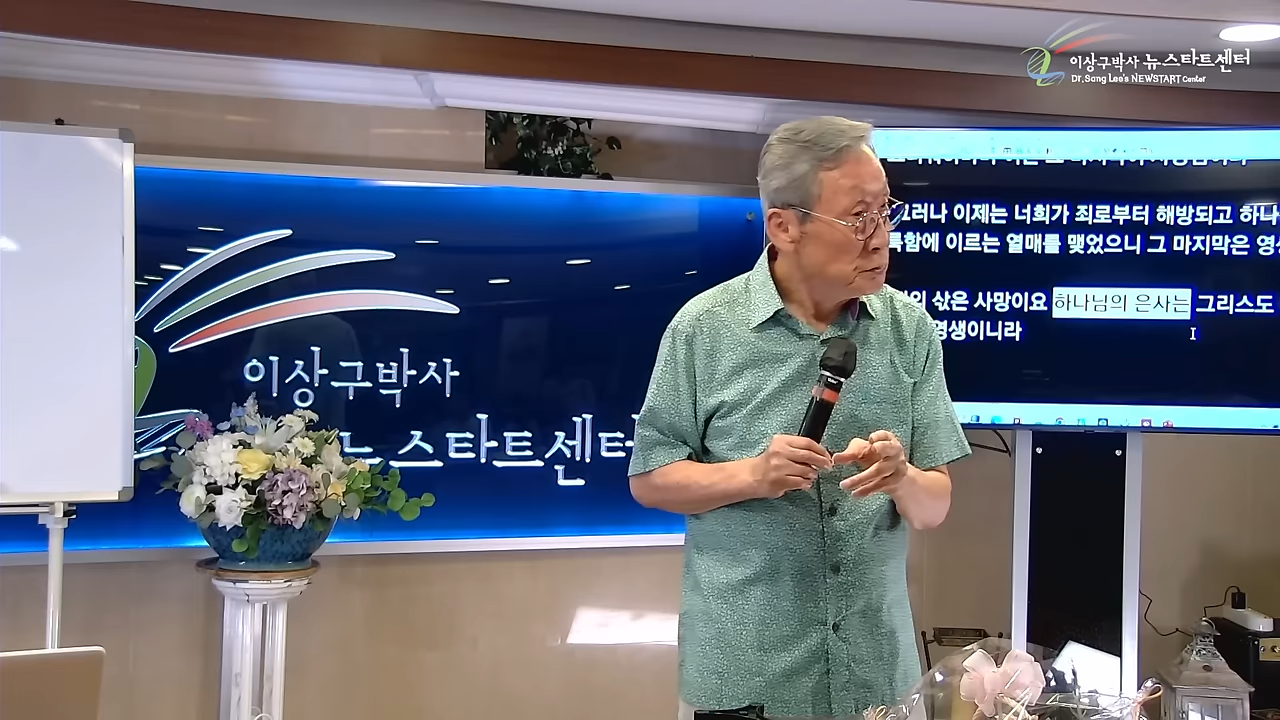 이상구박사 뉴스타트센터
Dr. Sang Lee's NEWSTART Center
그러나 이제는 너희가 죄로부터 해방되고 하나
룩함에 이르는 열매를 맺었으니 그 마지막은 영
삯은 사망이요 하나님의 은사는 그리스도
영생이니라
이상구박사
뉴스타트센터